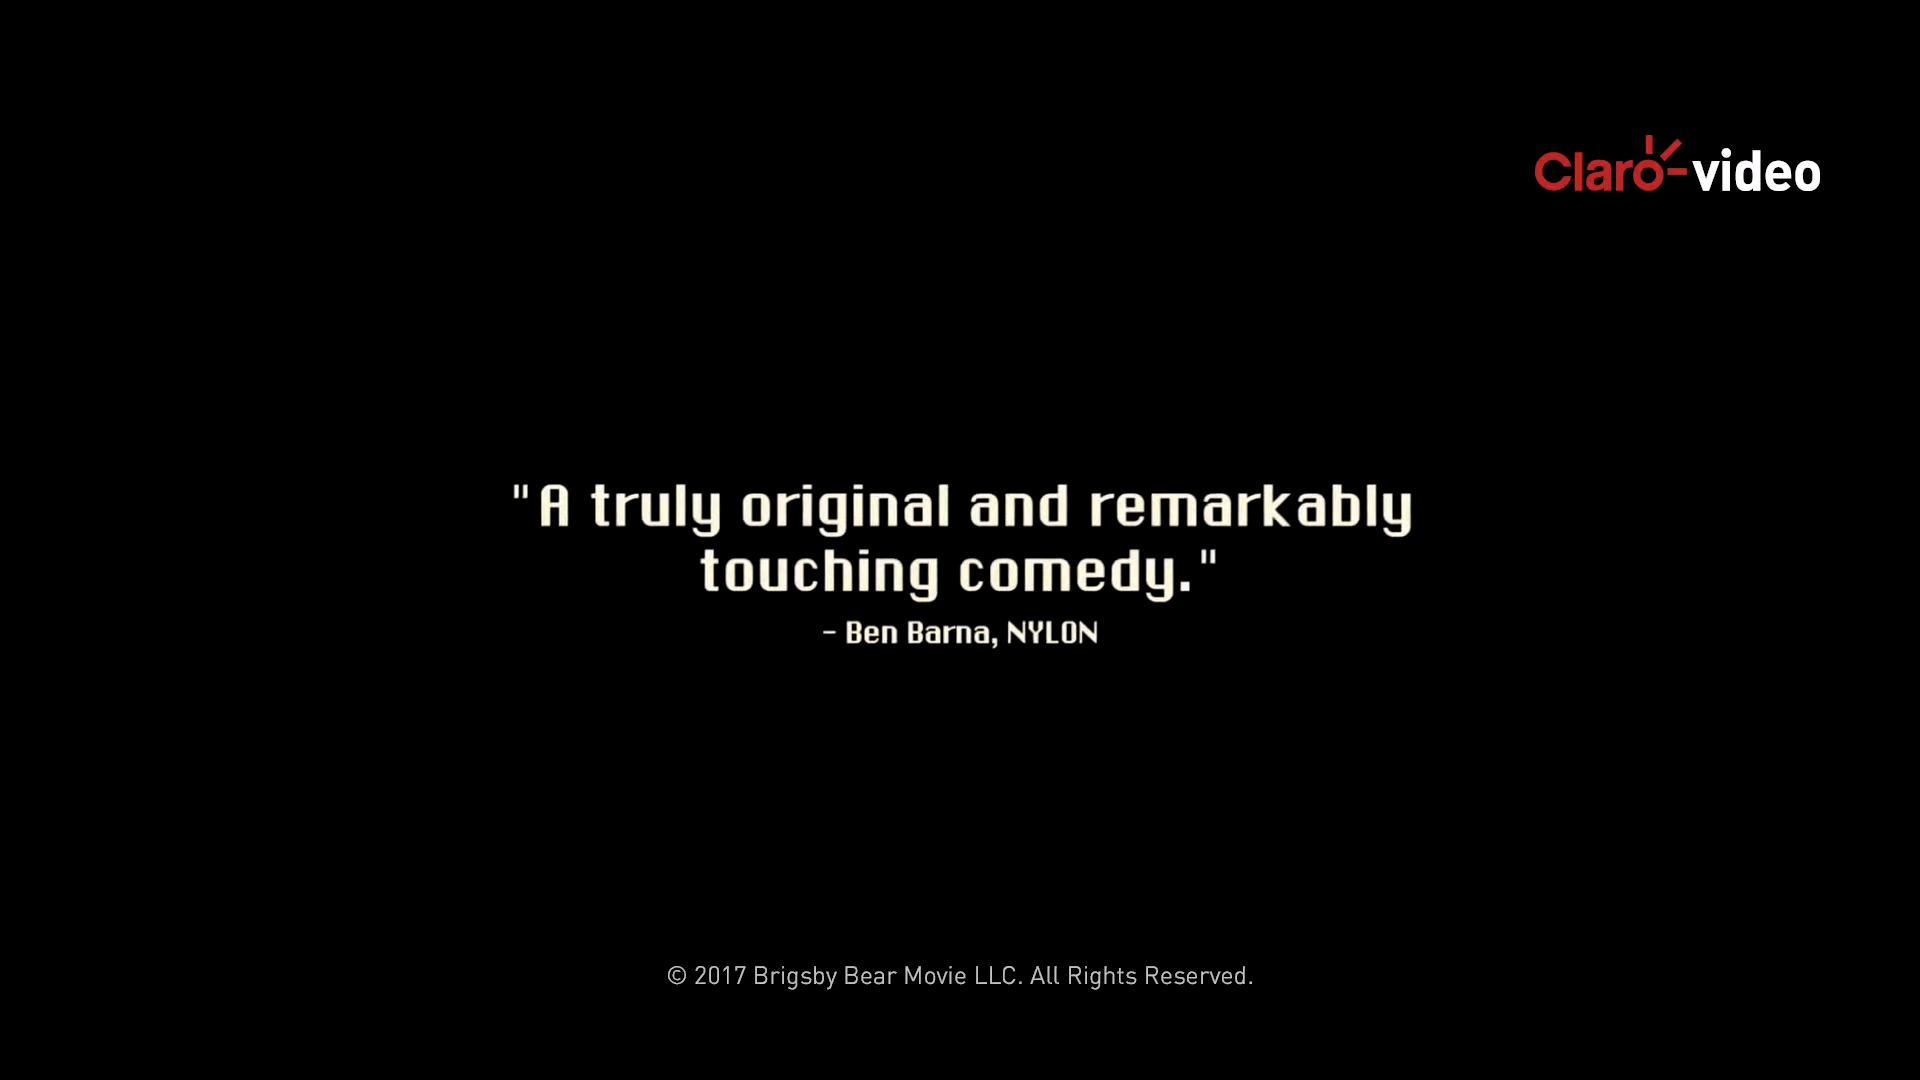 Claro video
"A truly original and remarkably
touching comedy."
- Ben Barna, NYLON
© 2017 Brigsby Bear Movie LLC. All Rights Reserved.